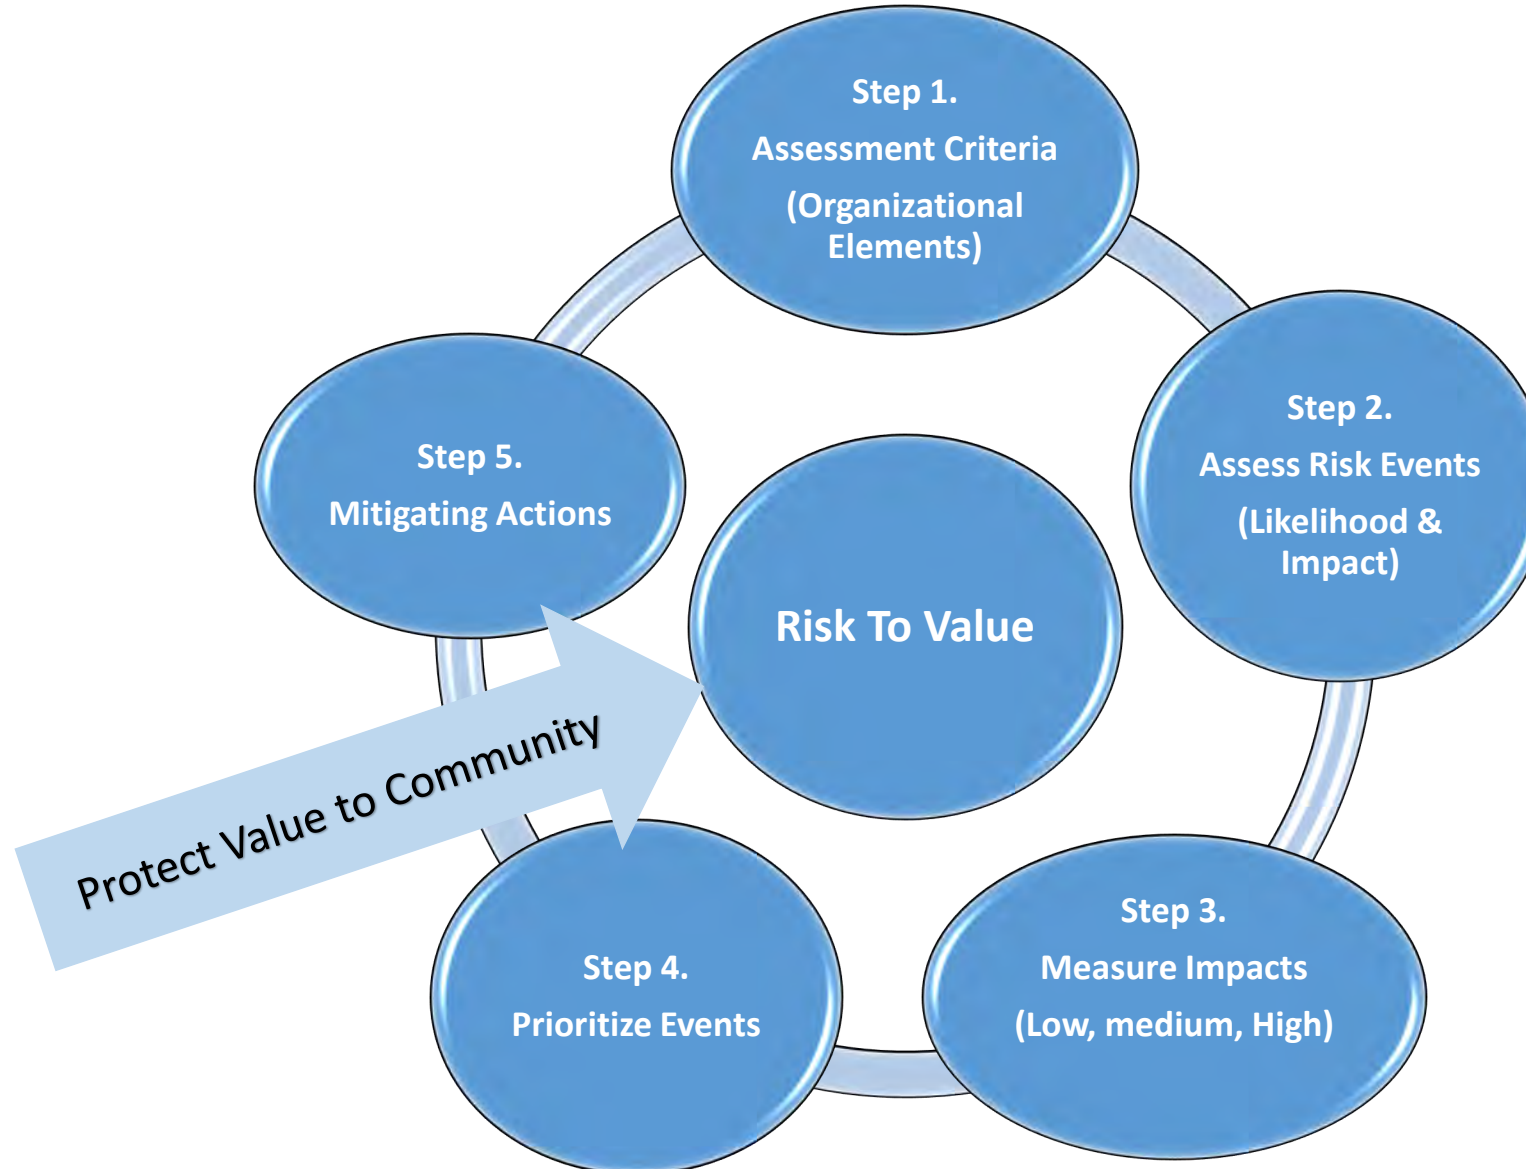 Step 1.
Assessment Criteria
(Organizational
Elements)
Step 2.
Assess Risk Events
(Likelihood &
Impact)
Step 5.
Mitigating Actions
Risk To Value
Protect Value to Community
Step 3.
Measure Impacts
(Low, medium, High)
Step 4.
Prioritize Events